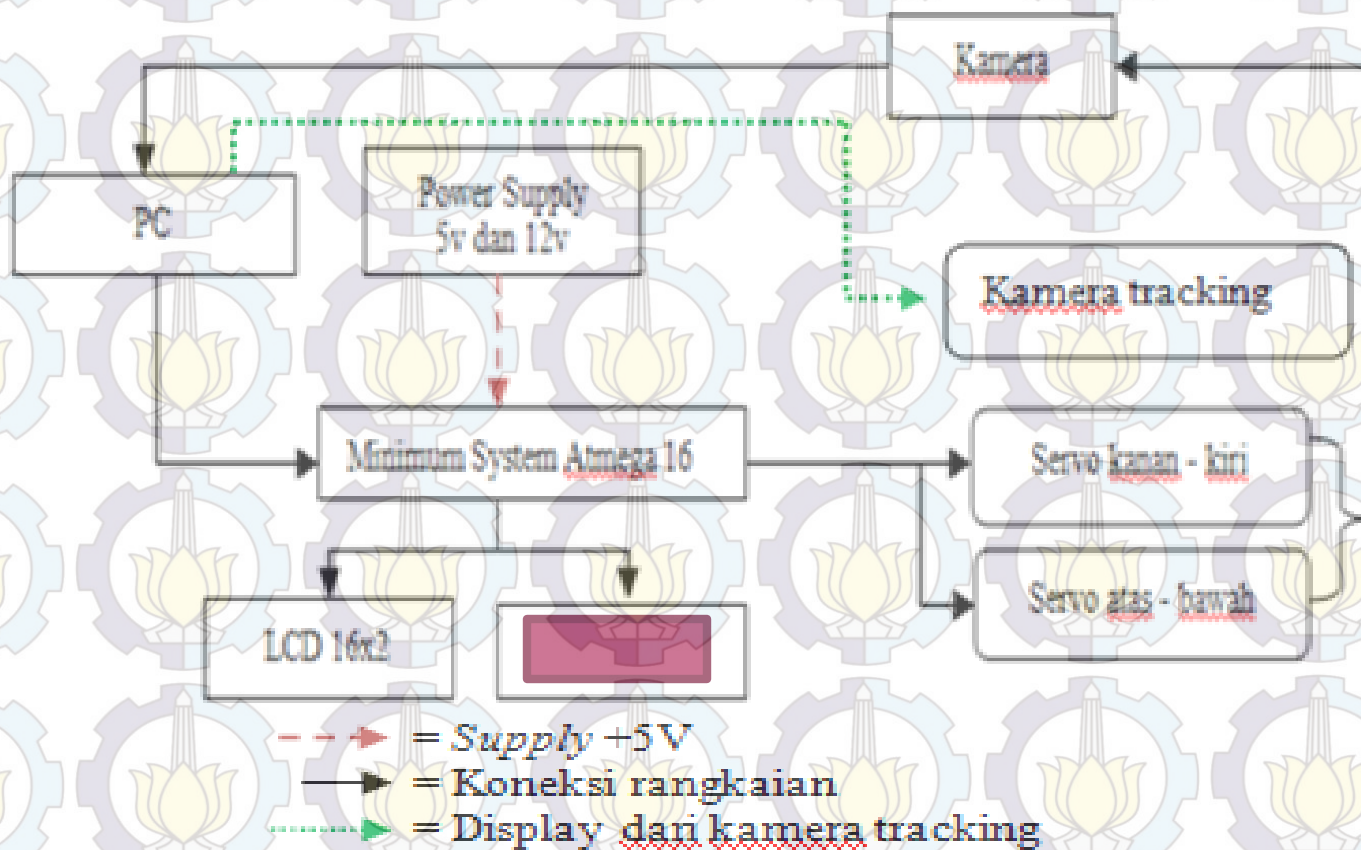 Kamera
PC
Power Supply
5v dan 12v
Kamera tracking
Minimum System Atmega 16
Servo kanan - kiri
Servo atas - bawah
LCD 16x2
= Supply +5V
= Koneksi rangkaian
= Display dari kamera tracking